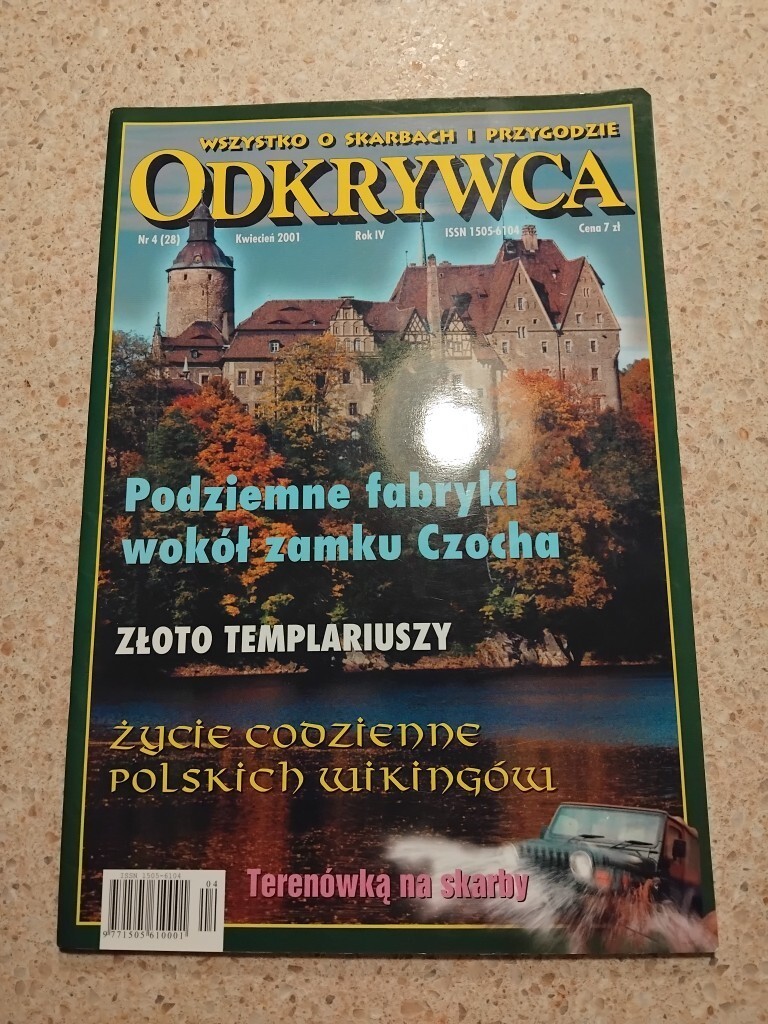 WSZYSTKO O SKARBACH I PRZYGODZIE
ODKRYWCA
Nr 4 (28) Kwiecień 2001 Rok IV ISSN 1505-6104 Cena 7 zł
Podziemne fabryki
wokół zamku Czocha
ZŁOTO TEMPLARIUSZY
życie codzienne
polskich wikingów
Terenówką na skarby
ISSN 1505-6104
04
9 771505 610001